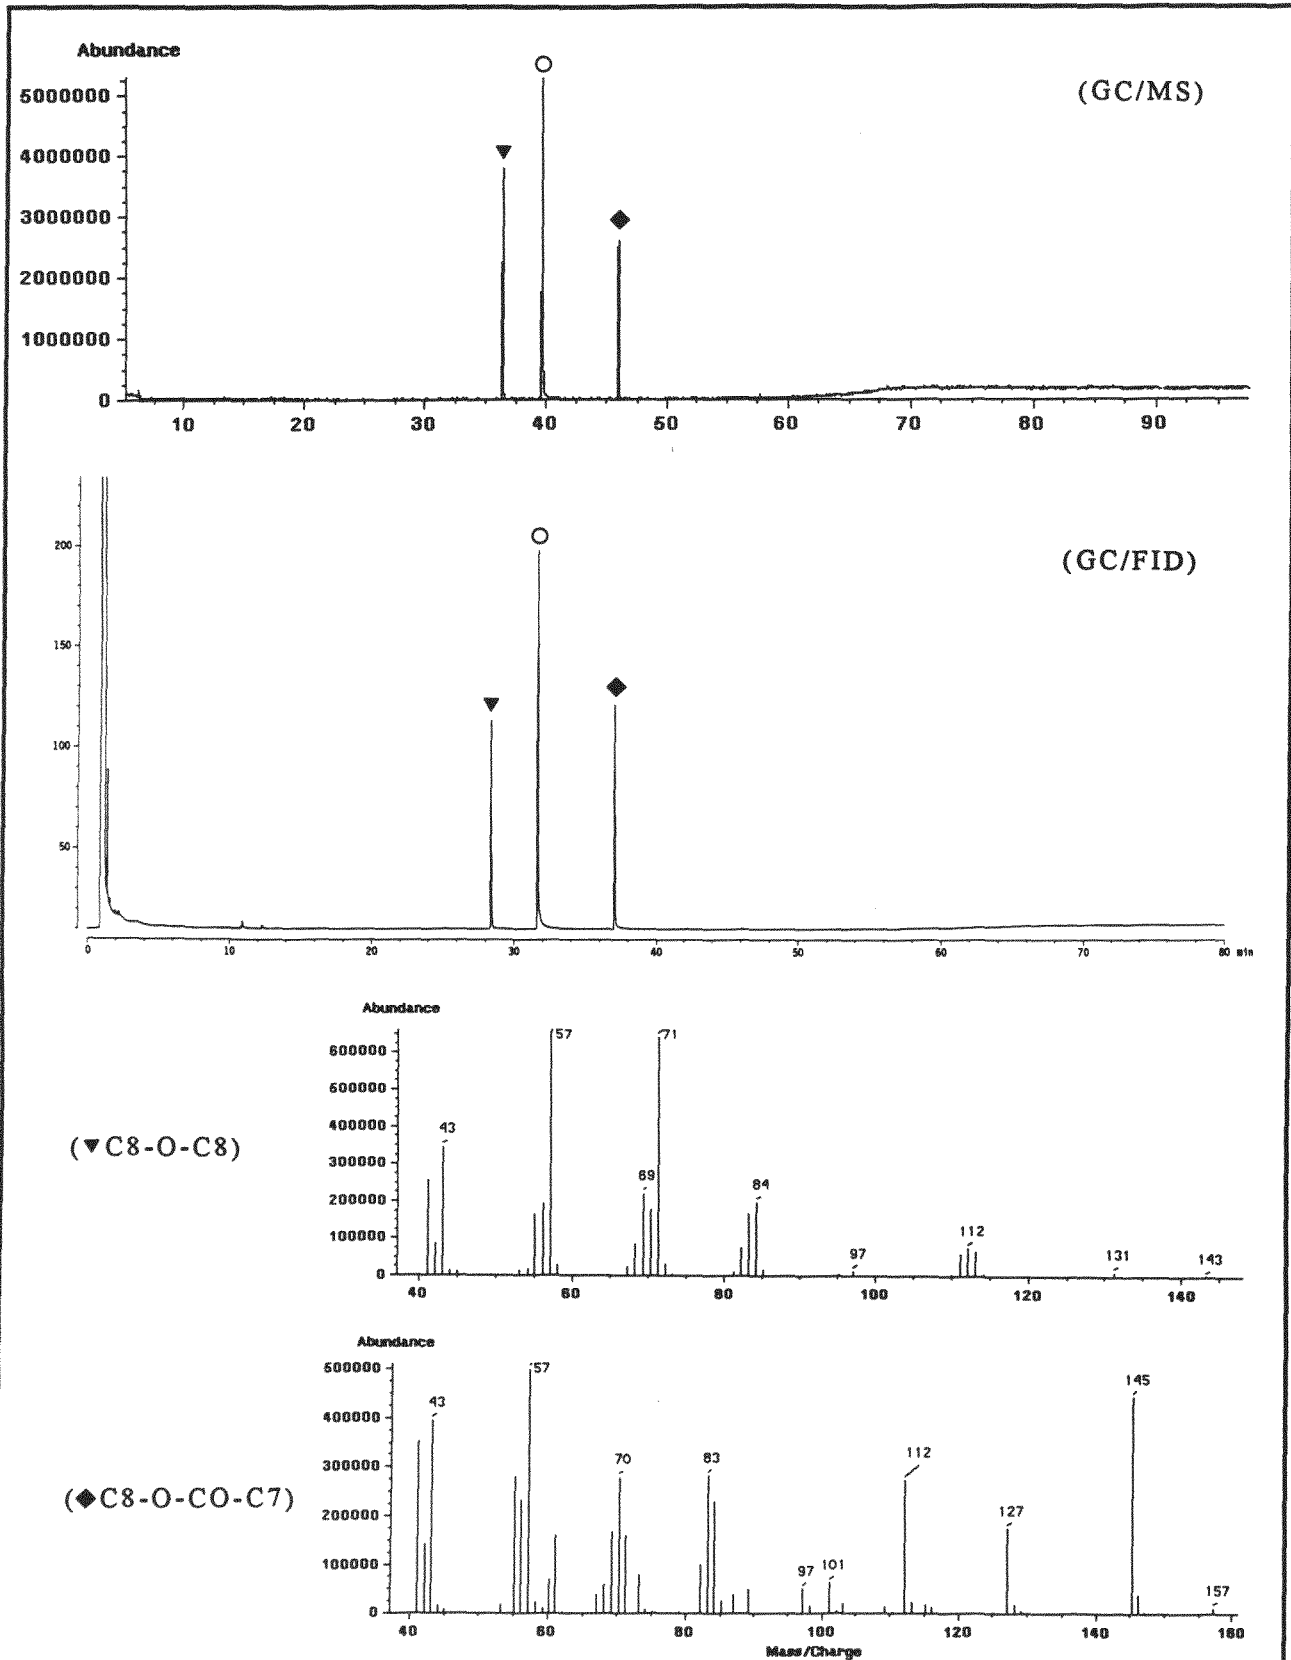 Abundance
(GC/MS)
5000000
4000000
3000000
2000000
1000000
0
10 20 30 40 50 60 70 80 90
(GC/FID)
200
150
100
50
0 10 20 30 40 50 60 70 80 min
Abundance
600000
500000
400000
300000
200000
100000
0
57 71
43
69 84
112
97 131 143
(▼C8-O-C8)
40 60 80 100 120 140
Abundance
500000
400000
300000
200000
100000
0
57
43 145
70 83 112
127
97 101
157
(◆C8-O-CO-C7)
40 60 80 100 120 140 160
Mass/Charge